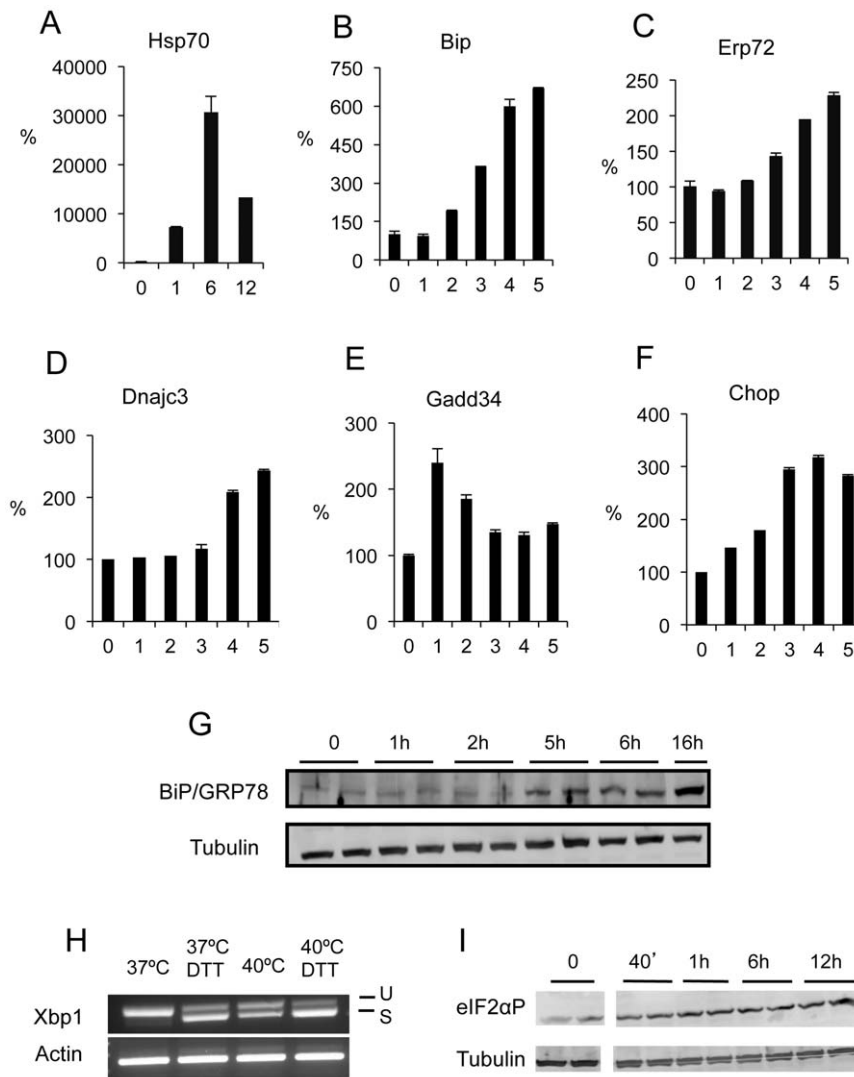 A
Hsp70
%
40000
30000
20000
10000
0
0 1 6 12
B
Bip
%
750
600
450
300
150
0
0 1 2 3 4 5
C
Erp72
%
250
200
150
100
50
0
0 1 2 3 4 5
D
Dnajc3
%
300
200
100
0
0 1 2 3 4 5
E
Gadd34
%
300
200
100
0
0 1 2 3 4 5
F
Chop
%
400
300
200
100
0
0 1 2 3 4 5
G
0 1h 2h 5h 6h 16h
BiP/GRP78
Tubulin
H
37ºC 37ºC DTT 40ºC 40ºC DTT
Xbp1
U
S
Actin
I
0 40’ 1h 6h 12h
eIF2αP
Tubulin